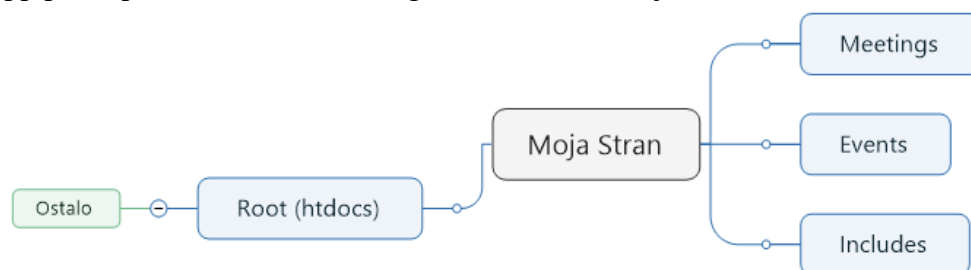 Meetings
Moja Stran
Events
Ostalo
Root (htdocs)
Includes